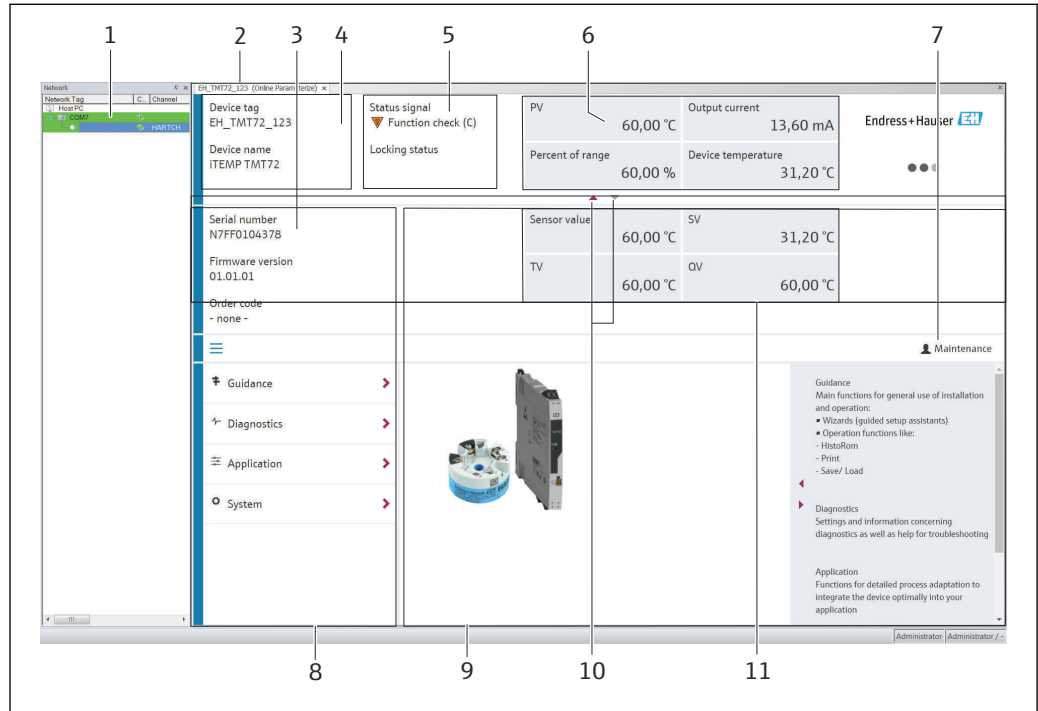 1 2 3 4 5 6 7
Network
EH_TMT72_123 (Online Parameterize) ×
Network Tag C.. Channel
Host PC
COM7
HARTCH
Device tag
EH_TMT72_123
Device name
iTEMP TMT72
Status signal
Function check (C)
Locking status
PV
60,00 °C
Output current
13,60 mA
Percent of range
60,00 %
Device temperature
31,20 °C
Endress+Hauser EH
Serial number
N7FF0104378
Firmware version
01.01.01
Order code
- none -
Sensor value
60,00 °C
SV
31,20 °C
TV
60,00 °C
QV
60,00 °C
Maintenance
Guidance
Diagnostics
Application
System
Guidance
Main functions for general use of installation
and operation:
▪ Wizards (guided setup assistants)
▪ Operation functions like:
- HistoRom
- Print
- Save/ Load
Diagnostics
Settings and information concerning
diagnostics as well as help for troubleshooting
Application
Functions for detailed process adaptation to
integrate the device optimally into your
application
Administrator Administrator / -
8 9 10 11